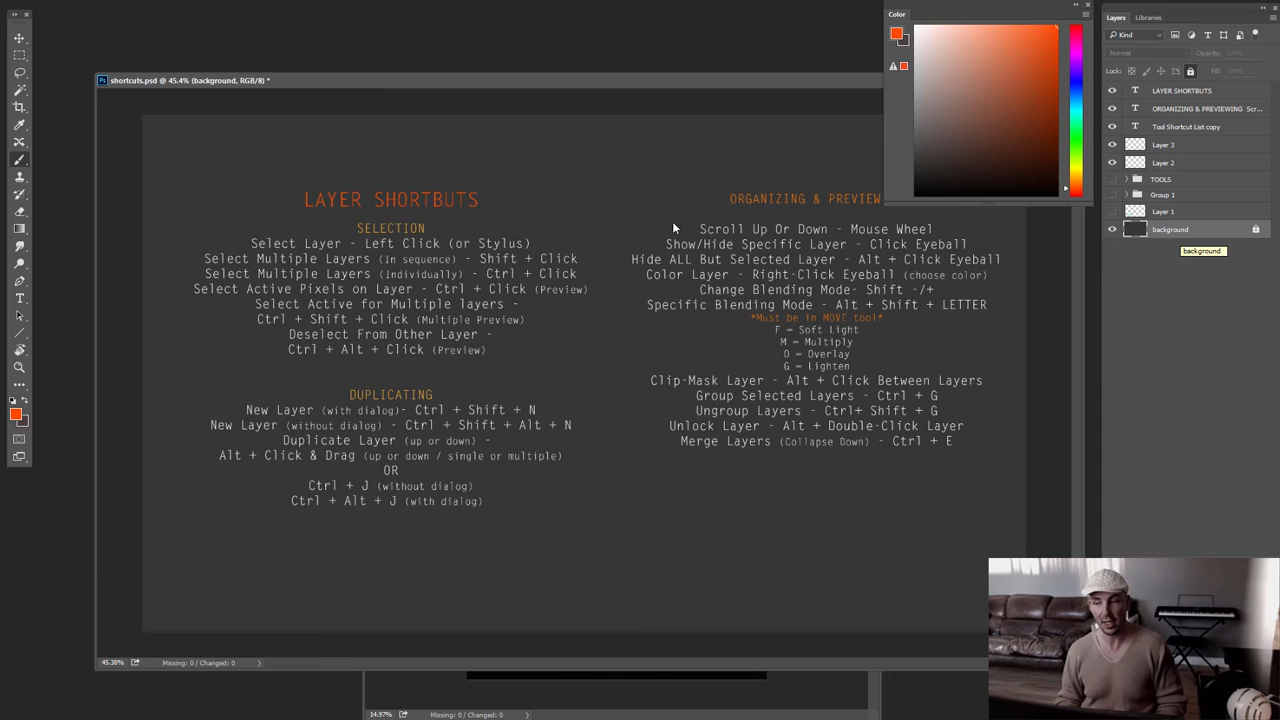 shortcuts.psd @ 45.4% (background, RGB/8) *
LAYER SHORTBUTS
SELECTION
Select Layer - Left Click (or Stylus)
Select Multiple Layers (In sequence) - Shift + Click
Select Multiple Layers (Individually) - Ctrl + Click
Select Active Pixels on Layer - Ctrl + Click (Preview)
Select Active for Multiple layers -
Ctrl + Shift + Click (Multiple Preview)
Deselect From Other Layer -
Ctrl + Alt + Click (Preview)
DUPLICATING
New Layer (with dialog)- Ctrl + Shift + N
New Layer (without dialog) - Ctrl + Shift + Alt + N
Duplicate Layer (up or down) -
Alt + Click & Drag (up or down / single or multiple)
OR
Ctrl + J (without dialog)
Ctrl + Alt + J (with dialog)
ORGANIZING & PREVIEW
Scroll Up Or Down - Mouse Wheel
Show/Hide Specific Layer - Click Eyeball
Hide ALL But Selected Layer - Alt + Click Eyeball
Color Layer - Right-Click Eyeball (choose color)
Change Blending Mode- Shift -/+
Specific Blending Mode - Alt + Shift + LETTER
*Must be in MOVE tool*
F = Soft Light
M = Multiply
O = Overlay
G = Lighten
Clip-Mask Layer - Alt + Click Between Layers
Group Selected Layers - Ctrl + G
Ungroup Layers - Ctrl+ Shift + G
Unlock Layer - Alt + Double-Click Layer
Merge Layers (Collapse Down) - Ctrl + E
45.38%
Missing: 0 / Changed: 0
14.97%
Missing: 0 / Changed: 0
Color
Layers
Libraries
Kind
Normal
Opacity: 100%
Lock:
Fill: 100%
LAYER SHORTBUTS
ORGANIZING & PREVIEWING Scr...
Tool Shortcut List copy
Layer 3
Layer 2
TOOLS
Group 1
Layer 1
background
background